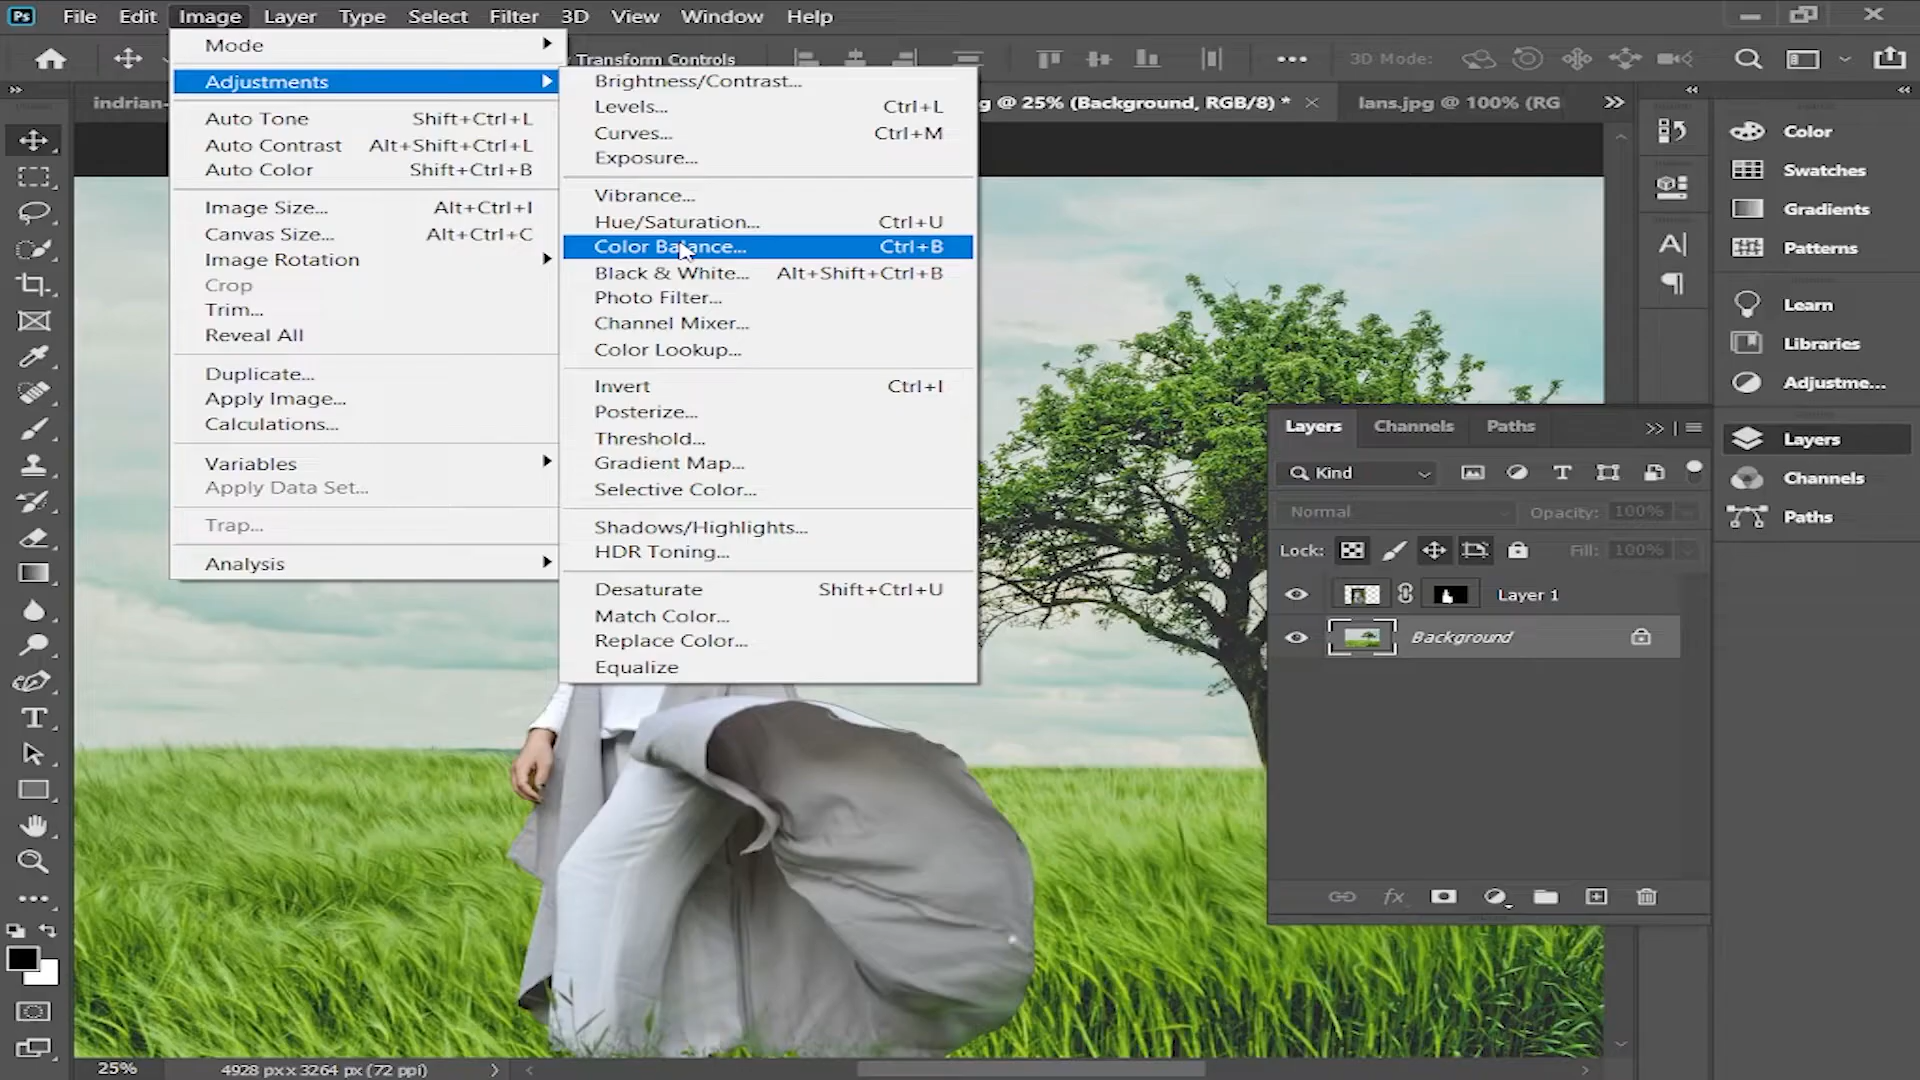 Ps File Edit Image Layer Type Select Filter 3D View Window Help
Transform Controls
3D Mode:
indrian-
g @ 25% (Background, RGB/8) *
lans.jpg @ 100% (RG
Mode
Adjustments
Auto Tone Shift+Ctrl+L
Auto Contrast Alt+Shift+Ctrl+L
Auto Color Shift+Ctrl+B
Image Size... Alt+Ctrl+I
Canvas Size... Alt+Ctrl+C
Image Rotation
Crop
Trim...
Reveal All
Duplicate...
Apply Image...
Calculations...
Variables
Apply Data Set...
Trap...
Analysis
Brightness/Contrast...
Levels... Ctrl+L
Curves... Ctrl+M
Exposure...
Vibrance...
Hue/Saturation... Ctrl+U
Color Balance... Ctrl+B
Black & White... Alt+Shift+Ctrl+B
Photo Filter...
Channel Mixer...
Color Lookup...
Invert Ctrl+I
Posterize...
Threshold...
Gradient Map...
Selective Color...
Shadows/Highlights...
HDR Toning...
Desaturate Shift+Ctrl+U
Match Color...
Replace Color...
Equalize
Color
Swatches
Gradients
Patterns
Learn
Libraries
Adjustme...
Layers
Channels
Paths
Layers Channels Paths
Kind
Normal Opacity: 100%
Lock: Fill: 100%
Layer 1
Background
25% 4928 px x 3264 px (72 ppi)